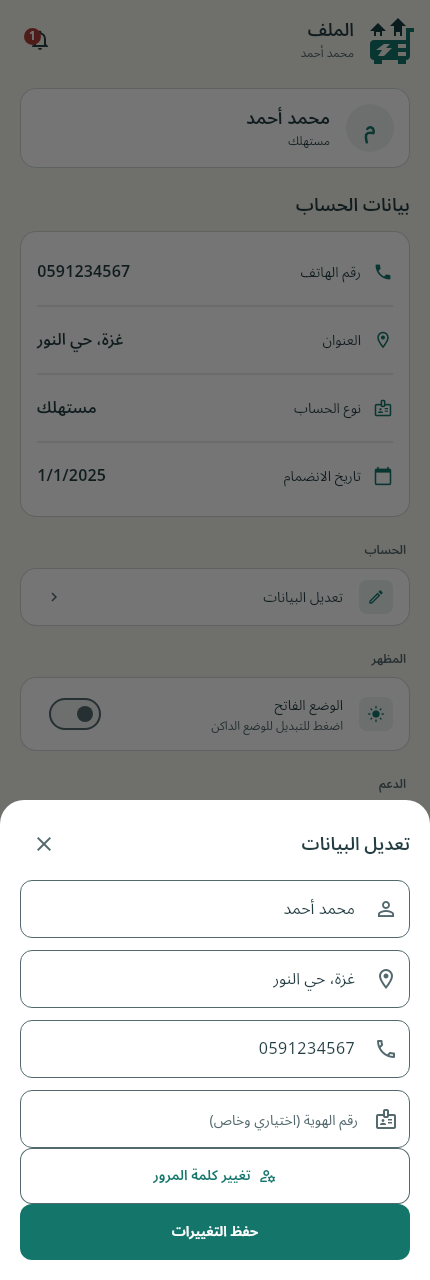 الملف
محمد أحمد
1
م
محمد أحمد
مستهلك
بيانات الحساب
رقم الهاتف 0591234567
العنوان غزة، حي النور
نوع الحساب مستهلك
تاريخ الانضمام 1/1/2025
الحساب
تعديل البيانات
المظهر
الوضع الفاتح
اضغط للتبديل للوضع الداكن
الدعم
تعديل البيانات
محمد أحمد
غزة، حي النور
0591234567
رقم الهوية (اختياري وخاص)
تغيير كلمة المرور
حفظ التغييرات